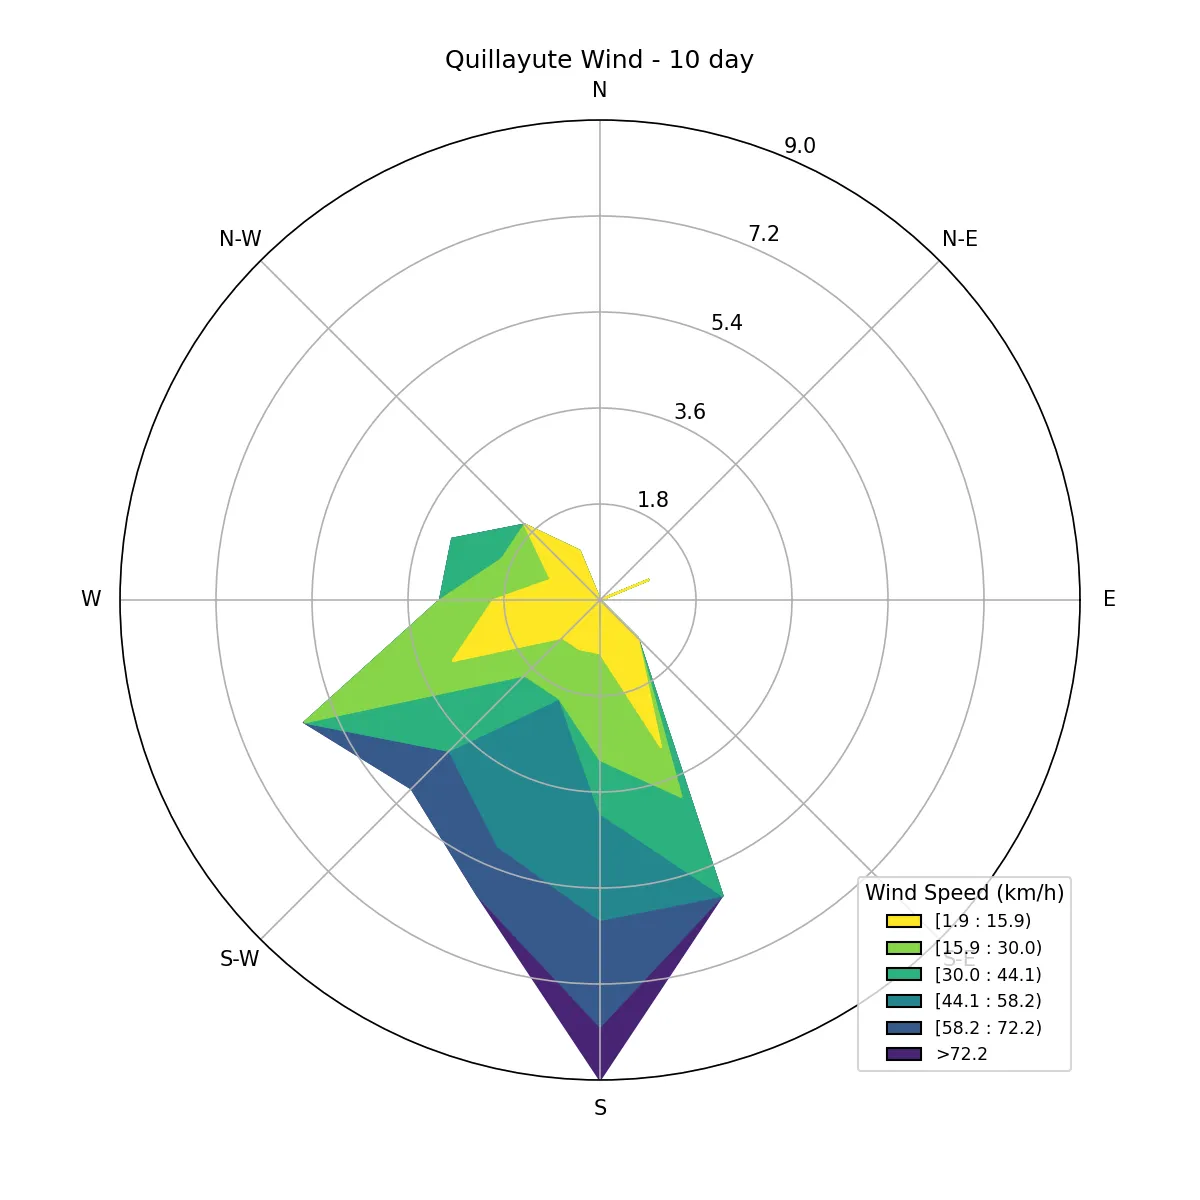 Quillayute Wind - 10 day
N
9.0
N-W
N-E
7.2
5.4
3.6
1.8
W
E
S-W
S-E
S
Wind Speed (km/h)
[1.9 : 15.9)
[15.9 : 30.0)
[30.0 : 44.1)
[44.1 : 58.2)
[58.2 : 72.2)
>72.2